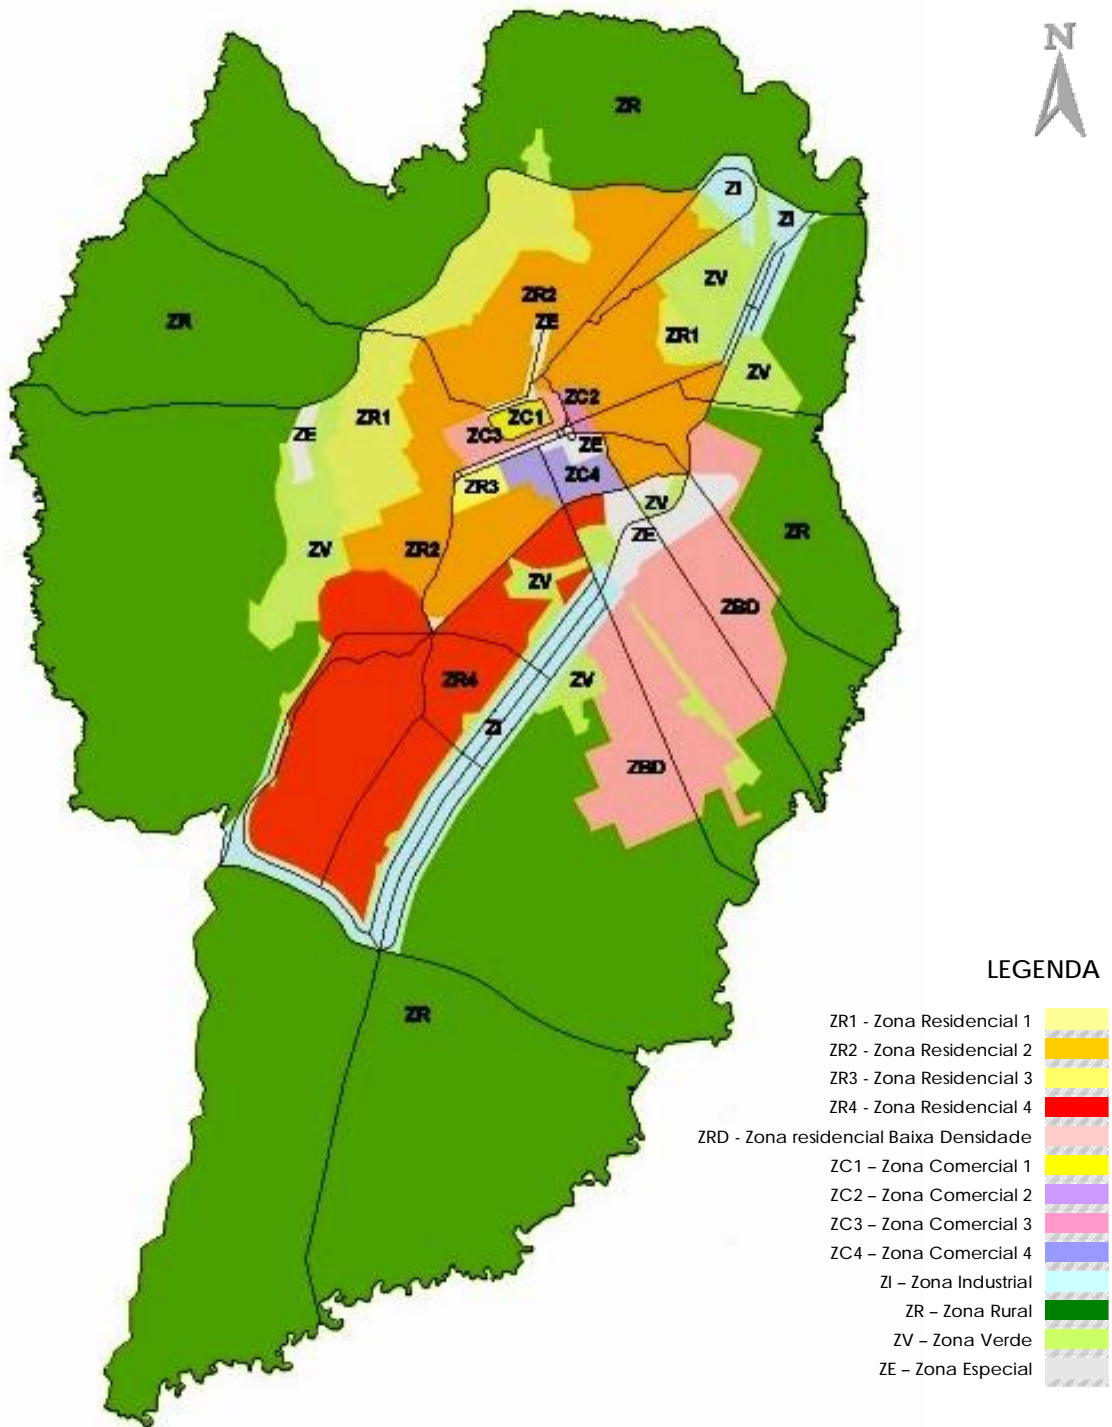 N
ZR
ZI
ZI
ZV
ZR2
ZE
ZR
ZR1
ZV
ZC2
ZR1
ZC1
ZE
ZC3
ZE
ZC4
ZR3
ZV
ZR
ZE
ZV
ZR2
ZV
ZBD
ZR4
ZV
ZI
ZBD
ZR
LEGENDA
ZR1 - Zona Residencial 1
ZR2 - Zona Residencial 2
ZR3 - Zona Residencial 3
ZR4 - Zona Residencial 4
ZRD - Zona residencial Baixa Densidade
ZC1 – Zona Comercial 1
ZC2 – Zona Comercial 2
ZC3 – Zona Comercial 3
ZC4 – Zona Comercial 4
ZI – Zona Industrial
ZR – Zona Rural
ZV – Zona Verde
ZE – Zona Especial